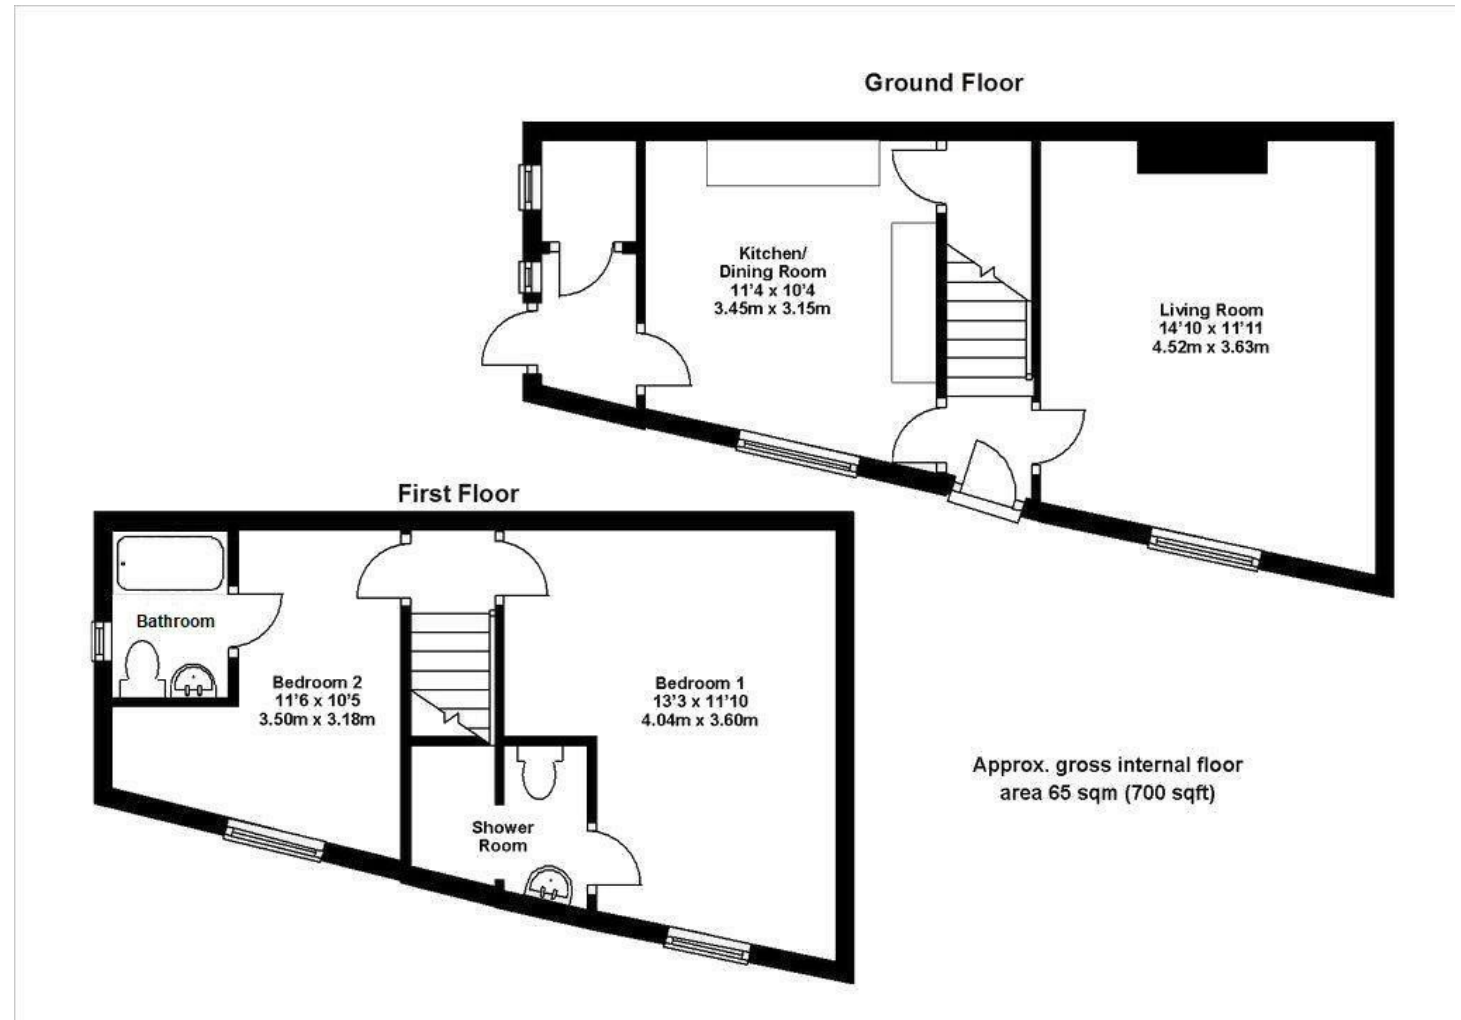 Ground Floor
Kitchen/
Dining Room
11'4 x 10'4
3.45m x 3.15m
Living Room
14'10 x 11'11
4.52m x 3.63m
First Floor
Bathroom
Bedroom 2
11'6 x 10'5
3.50m x 3.18m
Bedroom 1
13'3 x 11'10
4.04m x 3.60m
Shower
Room
Approx. gross internal floor
area 65 sqm (700 sqft)